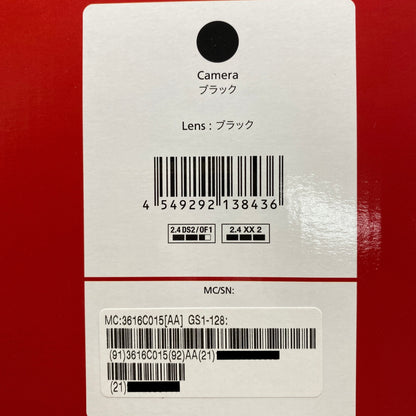 Camera
ブラック
Lens : ブラック
4 549292 138436
2.4 DS2/0F1
2.4 XX 2
MC/SN:
MC:3616C015[AA] GS1-128:
(91)3616C015(92)AA(21)
(21)